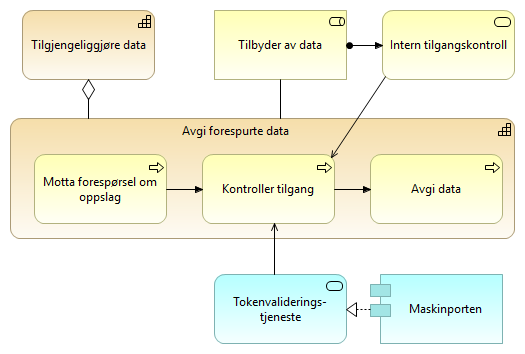 Tilgjengeliggjøre data
Tilbyder av data
Intern tilgangskontroll
Avgi forespurte data
Motta forespørsel om
oppslag
Kontroller tilgang
Avgi data
Tokenvaliderings-
tjeneste
Maskinporten